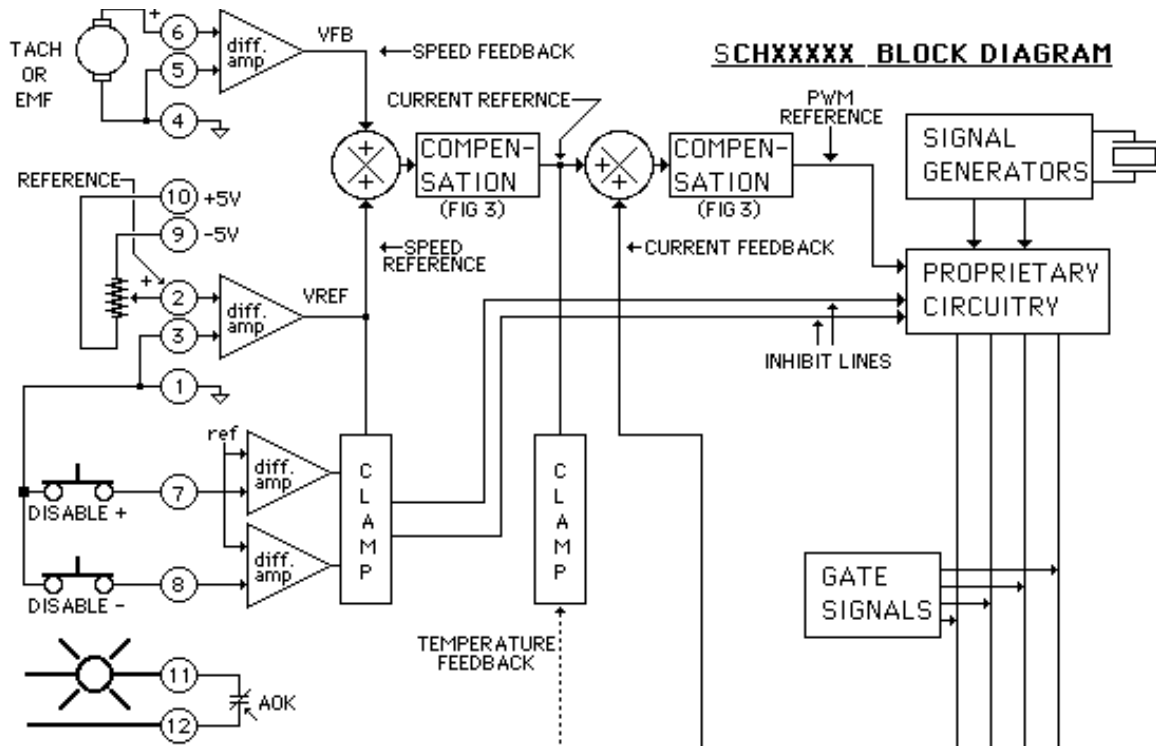 SCHXXXXX BLOCK DIAGRAM
TACH
OR
EMF
+
6
5
4
diff.
amp
VFB
SPEED FEEDBACK
CURRENT REFERNCE
PWM
REFERENCE
SIGNAL
GENERATORS
+
+
COMPEN-
SATION
(FIG 3)
+
COMPEN-
SATION
(FIG 3)
REFERENCE
10
+5V
9
-5V
+
2
3
1
diff.
amp
VREF
SPEED
REFERENCE
CURRENT FEEDBACK
PROPRIETARY
CIRCUITRY
INHIBIT LINES
ref
diff.
amp
diff.
amp
7
DISABLE +
8
DISABLE -
CLAMP
CLAMP
TEMPERATURE
FEEDBACK
GATE
SIGNALS
11
12
AOK